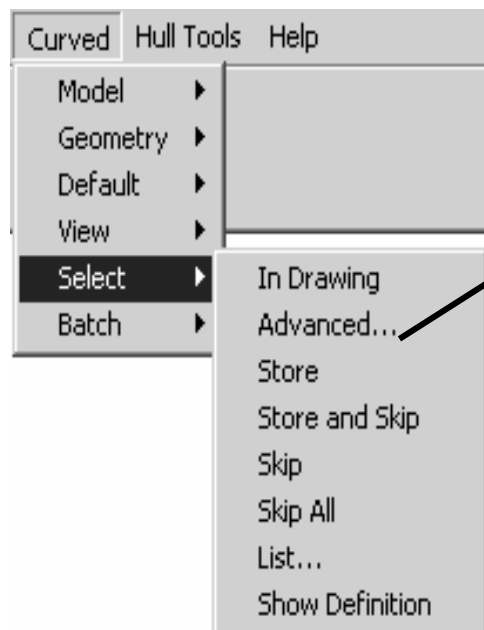 Curved Hull Tools Help
Model
Geometry
Default
View
Select
Batch
In Drawing
Advanced...
Store
Store and Skip
Skip
Skip All
List...
Show Definition